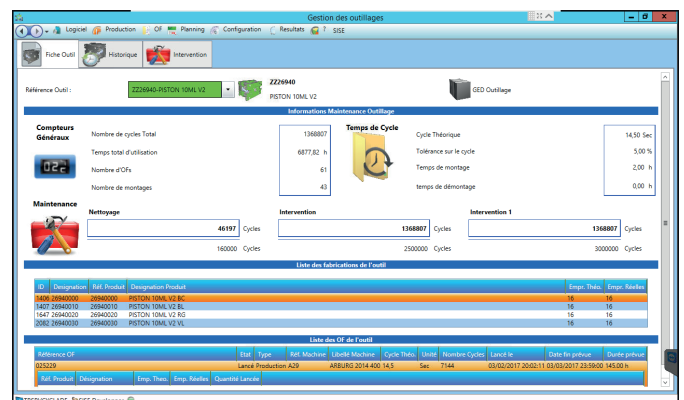 Gestion des outillages
Logiciel Production OF Planning Configuration Resultats ? SISE
Fiche Outil Historique Intervention
Référence Outil : ZZ26940-PISTON 10ML V2 ZZ6940 GED Outillage
PISTON 10ML V2
Informations Maintenance Outillage
Compteurs Généraux Temps de Cycle
Nombre de cycles Total 1368807 Cycle Théorique 14,50 Sec
Temps total d'utilisation 6877,82 h Tolérance sur le cycle 5,00 %
022
Nombre d'OFs 61 Temps de montage 2,00 h
Nombre de montages 43 temps de démontage 0,00 h
Maintenance
Nettoyage Intervention Intervention 1
46197 Cycles 1368807 Cycles 1368807 Cycles
160000 Cycles 2500000 Cycles 3000000 Cycles
Liste des fabrications de l'outil
ID Designation Réf. Produit Designation Produit Empr. Théo. Empr. Réelles
1406 26940000 26940000 PISTON 10ML V2 BC 16 16
1407 26940010 26940010 PISTON 10ML V2 BL 16 16
1647 26940020 26940020 PISTON 10ML V2 RG 16 16
2082 26940030 26940030 PISTON 10ML V2 VL 16 16
Liste des OF de l'outil
Référence OF Etat Type Réf. Machine Libellé Machine Cycle Théo. Unité Nombre Cycles Lancé le Date fin prévue Durée prévue
025229 Lancé Production A29 ARBURG 2014 400 14,5 Sec 7144 03/02/2017 20:02:11 03/03/2017 23:59:00 145.00 h
Réf. Produit Désignation Emp. Theo. Emp. Réelles Quantité Lancée